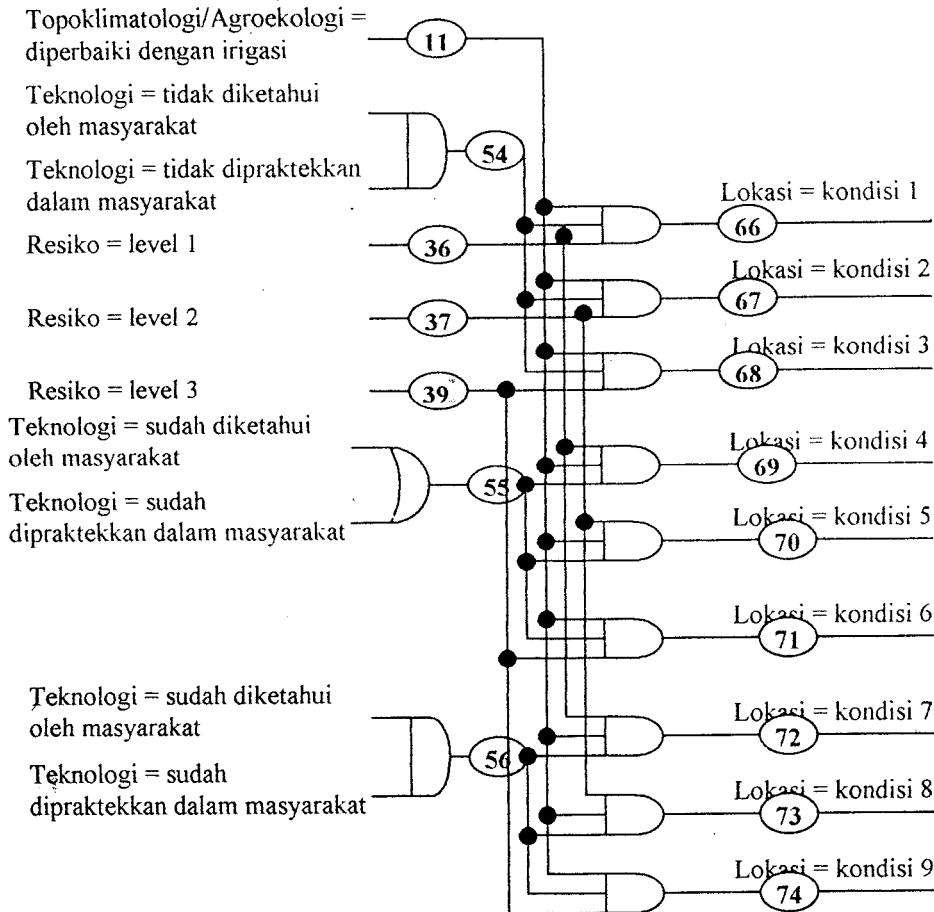 Topoklimatologi/Agroekologi =
diperbaiki dengan irigasi
11
Teknologi = tidak diketahui
oleh masyarakat
54
Teknologi = tidak dipraktekkan
dalam masyarakat
Resiko = level 1
36
Resiko = level 2
37
Resiko = level 3
39
Teknologi = sudah diketahui
oleh masyarakat
55
Teknologi = sudah
dipraktekkan dalam masyarakat
Teknologi = sudah diketahui
oleh masyarakat
56
Teknologi = sudah
dipraktekkan dalam masyarakat
Lokasi = kondisi 1
66
Lokasi = kondisi 2
67
Lokasi = kondisi 3
68
Lokasi = kondisi 4
69
Lokasi = kondisi 5
70
Lokasi = kondisi 6
71
Lokasi = kondisi 7
72
Lokasi = kondisi 8
73
Lokasi = kondisi 9
74